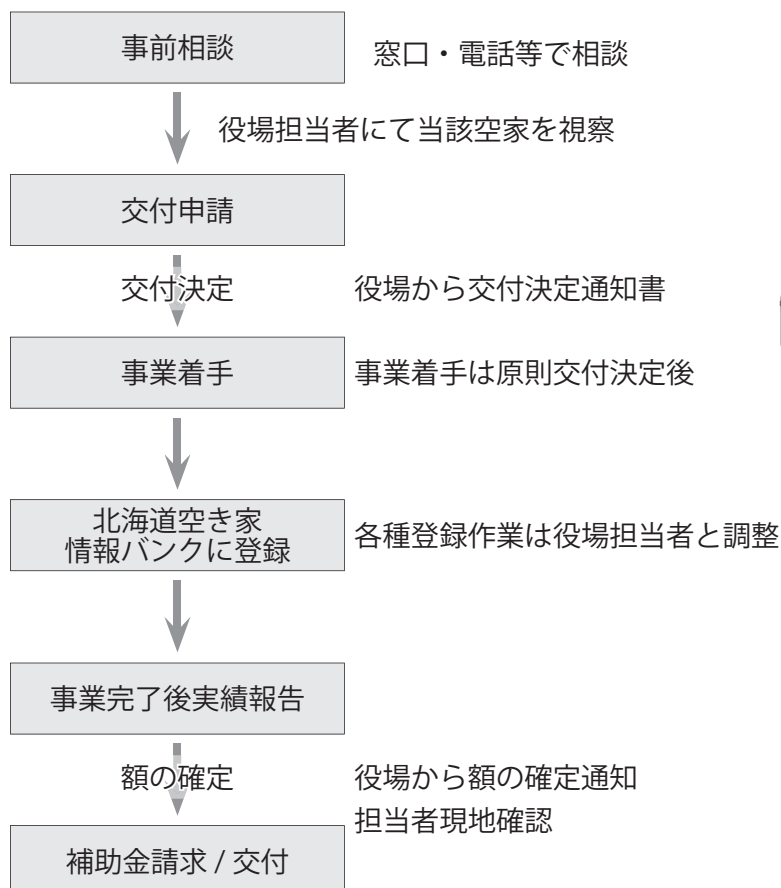 事前相談
窓口・電話等で相談
役場担当者にて当該空家を視察
交付申請
交付決定
役場から交付決定通知書
事業着手
事業着手は原則交付決定後
北海道空き家
情報バンクに登録
各種登録作業は役場担当者と調整
事業完了後実績報告
額の確定
役場から額の確定通知
担当者現地確認
補助金請求 / 交付